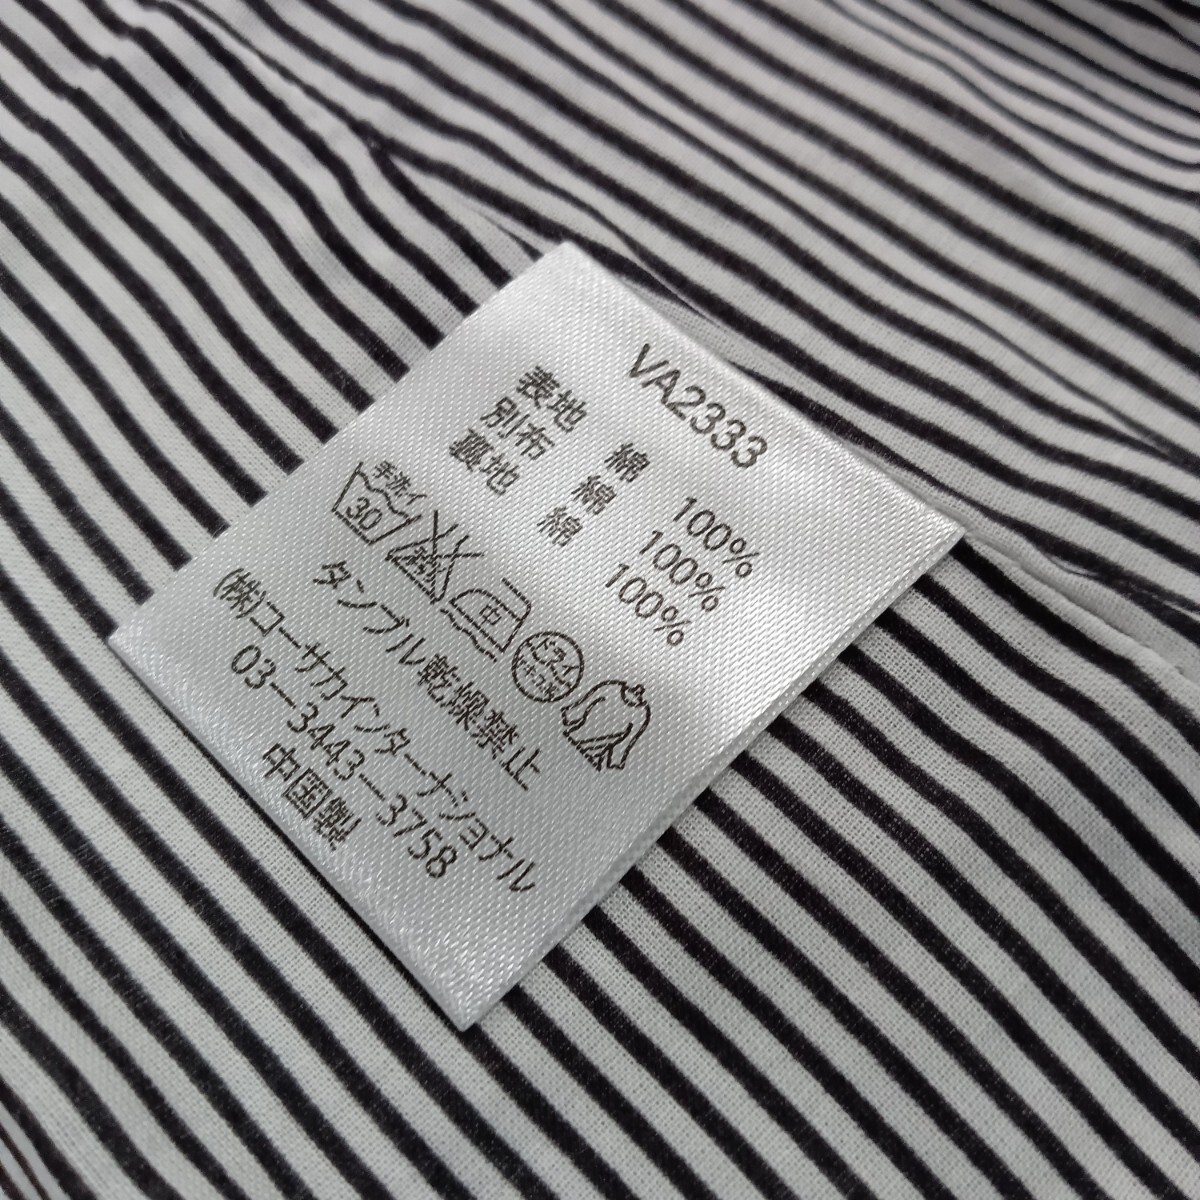 VA2333
表地 綿 100%
別布 綿 100%
裏地 綿 100%
手洗イ 30 中
タンブル乾燥禁止
(株)コーサカインターナショナル
03―3443―3758
中国製